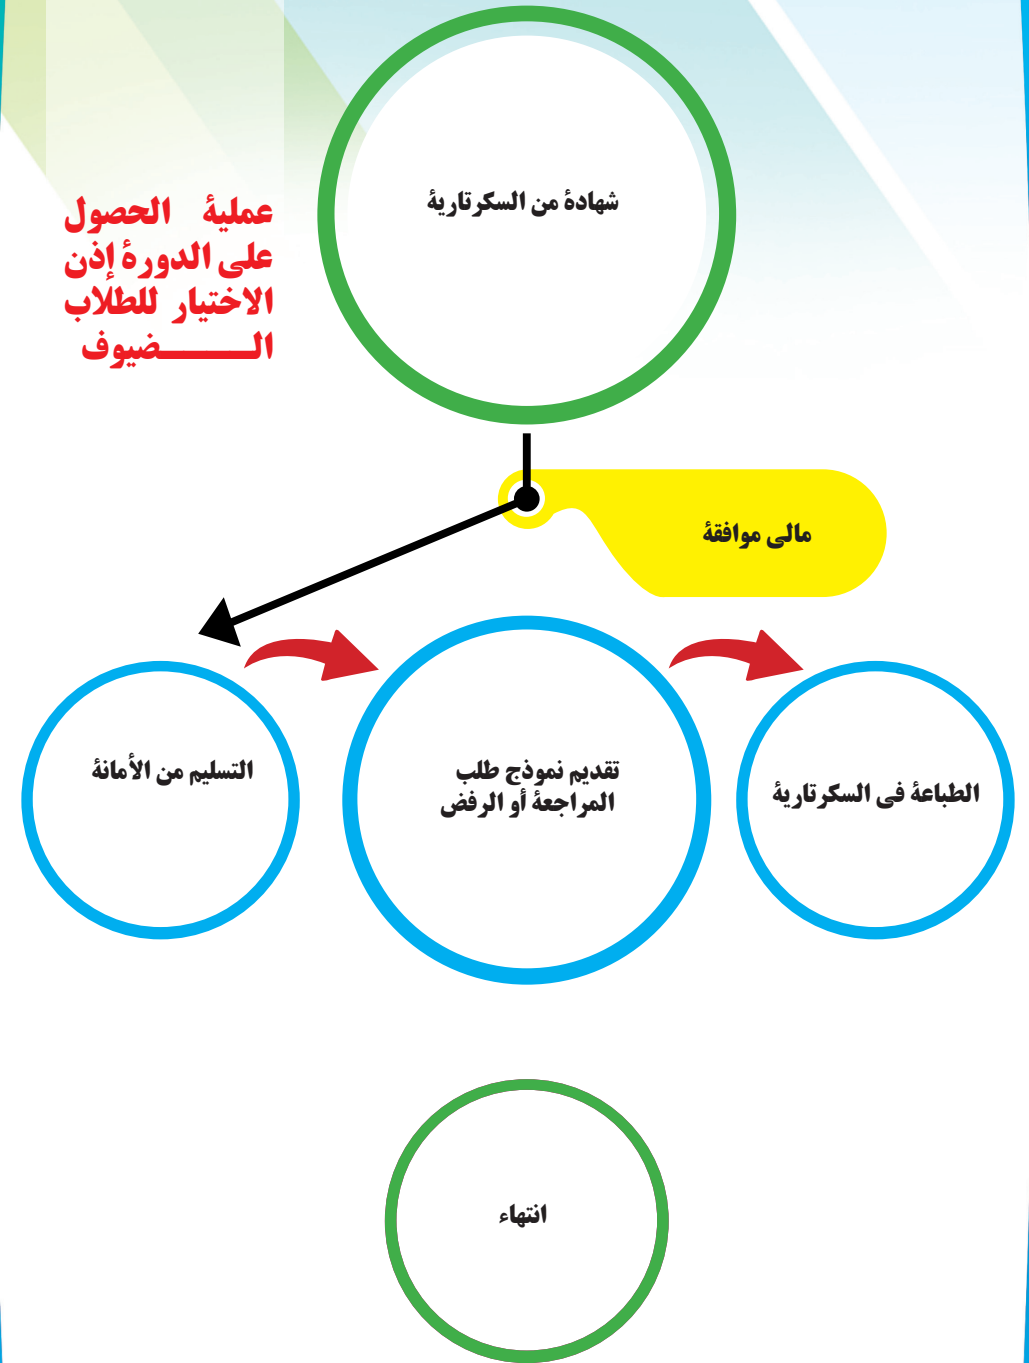 شهادة من السكرتارية
عملية الحصول
على الدورة إذن
الاختيار للطلاب
الـــــــــضيوف
مالى موافقة
التسليم من الأمانة
تقديم نموذج طلب
المراجعة أو الرفض
الطباعة فى السكرتارية
انتهاء